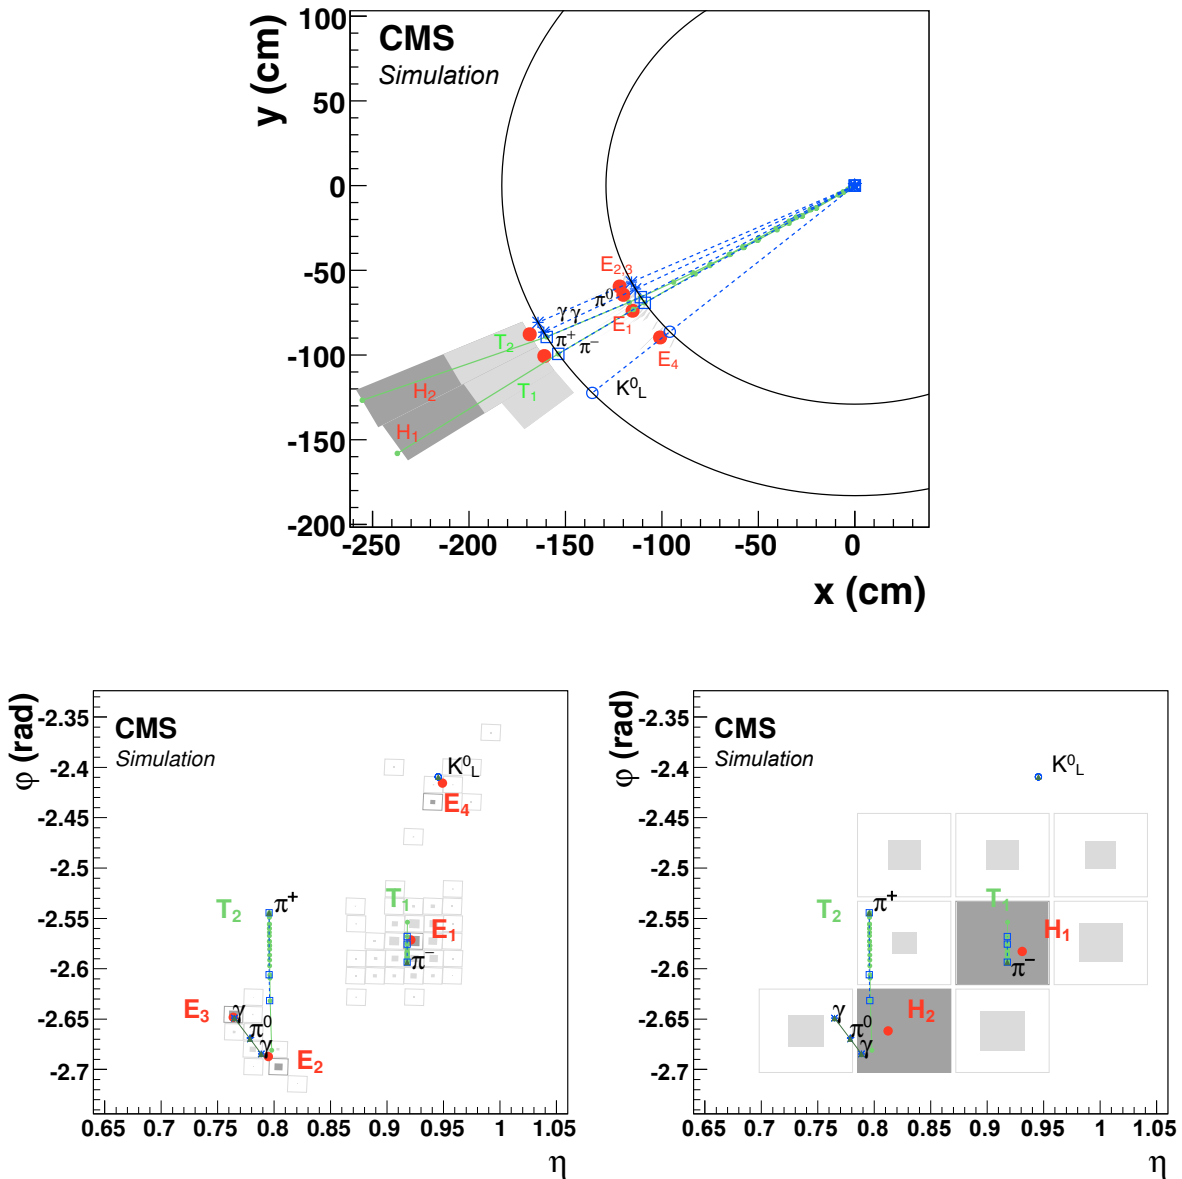 CMS
Simulation
y (cm)
100
50
0
-50
-100
-150
-200
E2,3
π0
γ γ
E1
T2
π+
π−
E4
H2
T1
K0L
H1
-250
-200
-150
-100
-50
0
x (cm)
φ (rad)
CMS
Simulation
-2.35
-2.4
-2.45
-2.5
-2.55
-2.6
-2.65
-2.7
K0L
E4
T2
π+
T1
E1
π−
E3
γ
π0
γ
E2
0.65
0.7
0.75
0.8
0.85
0.9
0.95
1
1.05
η
φ (rad)
CMS
Simulation
-2.35
-2.4
-2.45
-2.5
-2.55
-2.6
-2.65
-2.7
K0L
T2
π+
T1
H1
π−
γ
π0
γ
H2
0.65
0.7
0.75
0.8
0.85
0.9
0.95
1
1.05
η